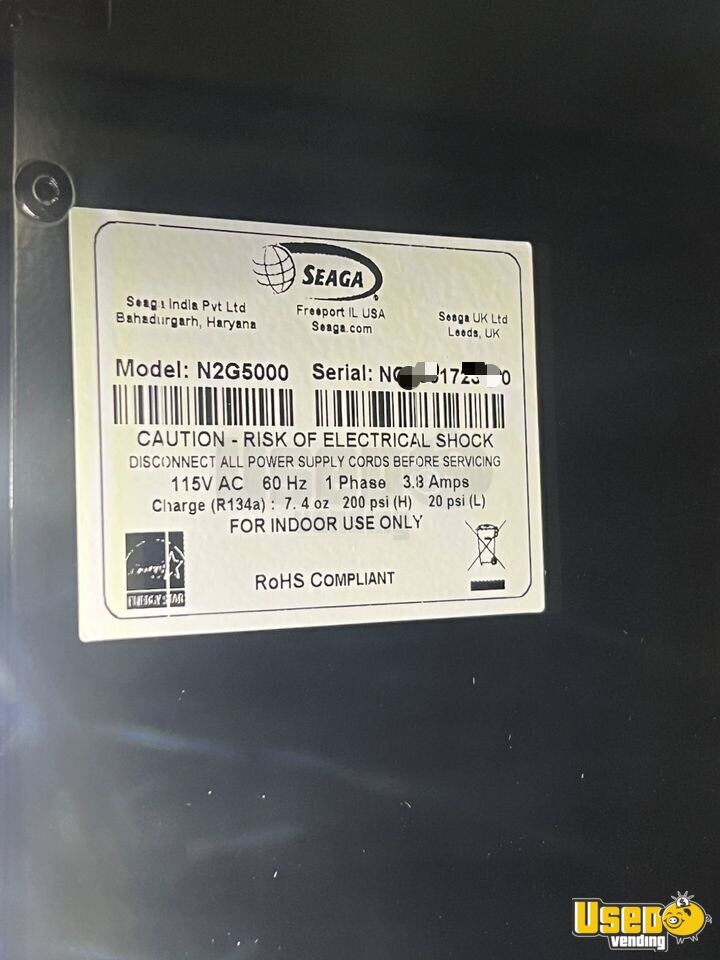 SEAGA
Seaga India Pvt Ltd
Bahadurgarh, Haryana
Freeport IL USA
Seaga.com
Seaga UK Ltd
Leeds, UK
Model: N2G5000
Serial:
CAUTION - RISK OF ELECTRICAL SHOCK
DISCONNECT ALL POWER SUPPLY CORDS BEFORE SERVICING
115V AC 60 Hz 1 Phase 3.8 Amps
Charge (R134a) : 7.4 oz 200 psi (H) 20 psi (L)
FOR INDOOR USE ONLY
ENERGY STAR
ROHS COMPLIANT
USED
vending